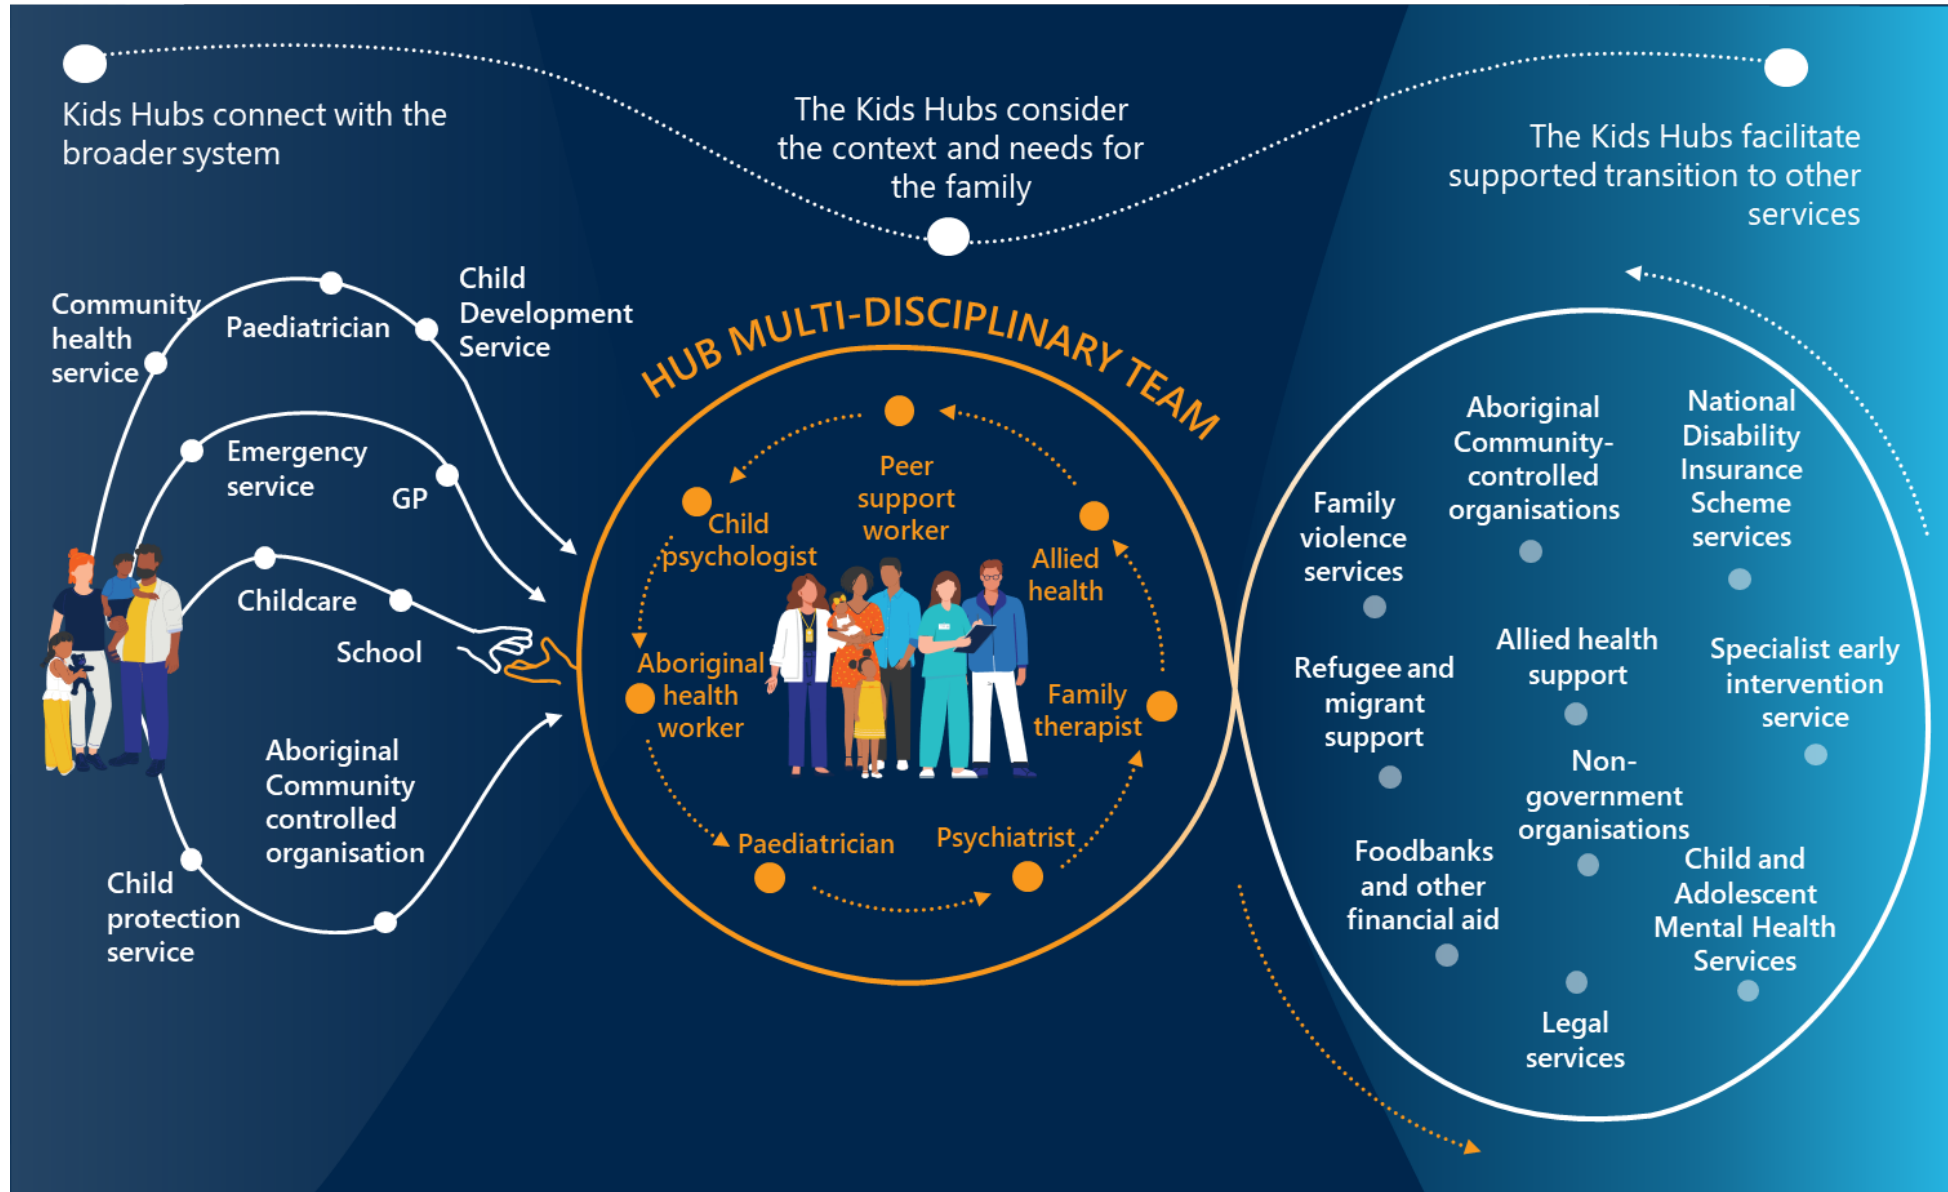 Kids Hubs connect with the
broader system
The Kids Hubs consider
the context and needs for
the family
The Kids Hubs facilitate
supported transition to other
services
Community
health
service
Paediatrician
Child
Development
Service
Emergency
service
GP
Childcare
School
Aboriginal
Community
controlled
organisation
Child
protection
service
HUB MULTI-DISCIPLINARY TEAM
Peer
support
worker
Child
psychologist
Allied
health
Aboriginal
health
worker
Family
therapist
Paediatrician
Psychiatrist
Aboriginal
Community-
controlled
organisations
National
Disability
Insurance
Scheme
services
Family
violence
services
Allied health
support
Specialist early
intervention
service
Refugee and
migrant
support
Non-
government
organisations
Foodbanks
and other
financial aid
Child and
Adolescent
Mental Health
Services
Legal
services